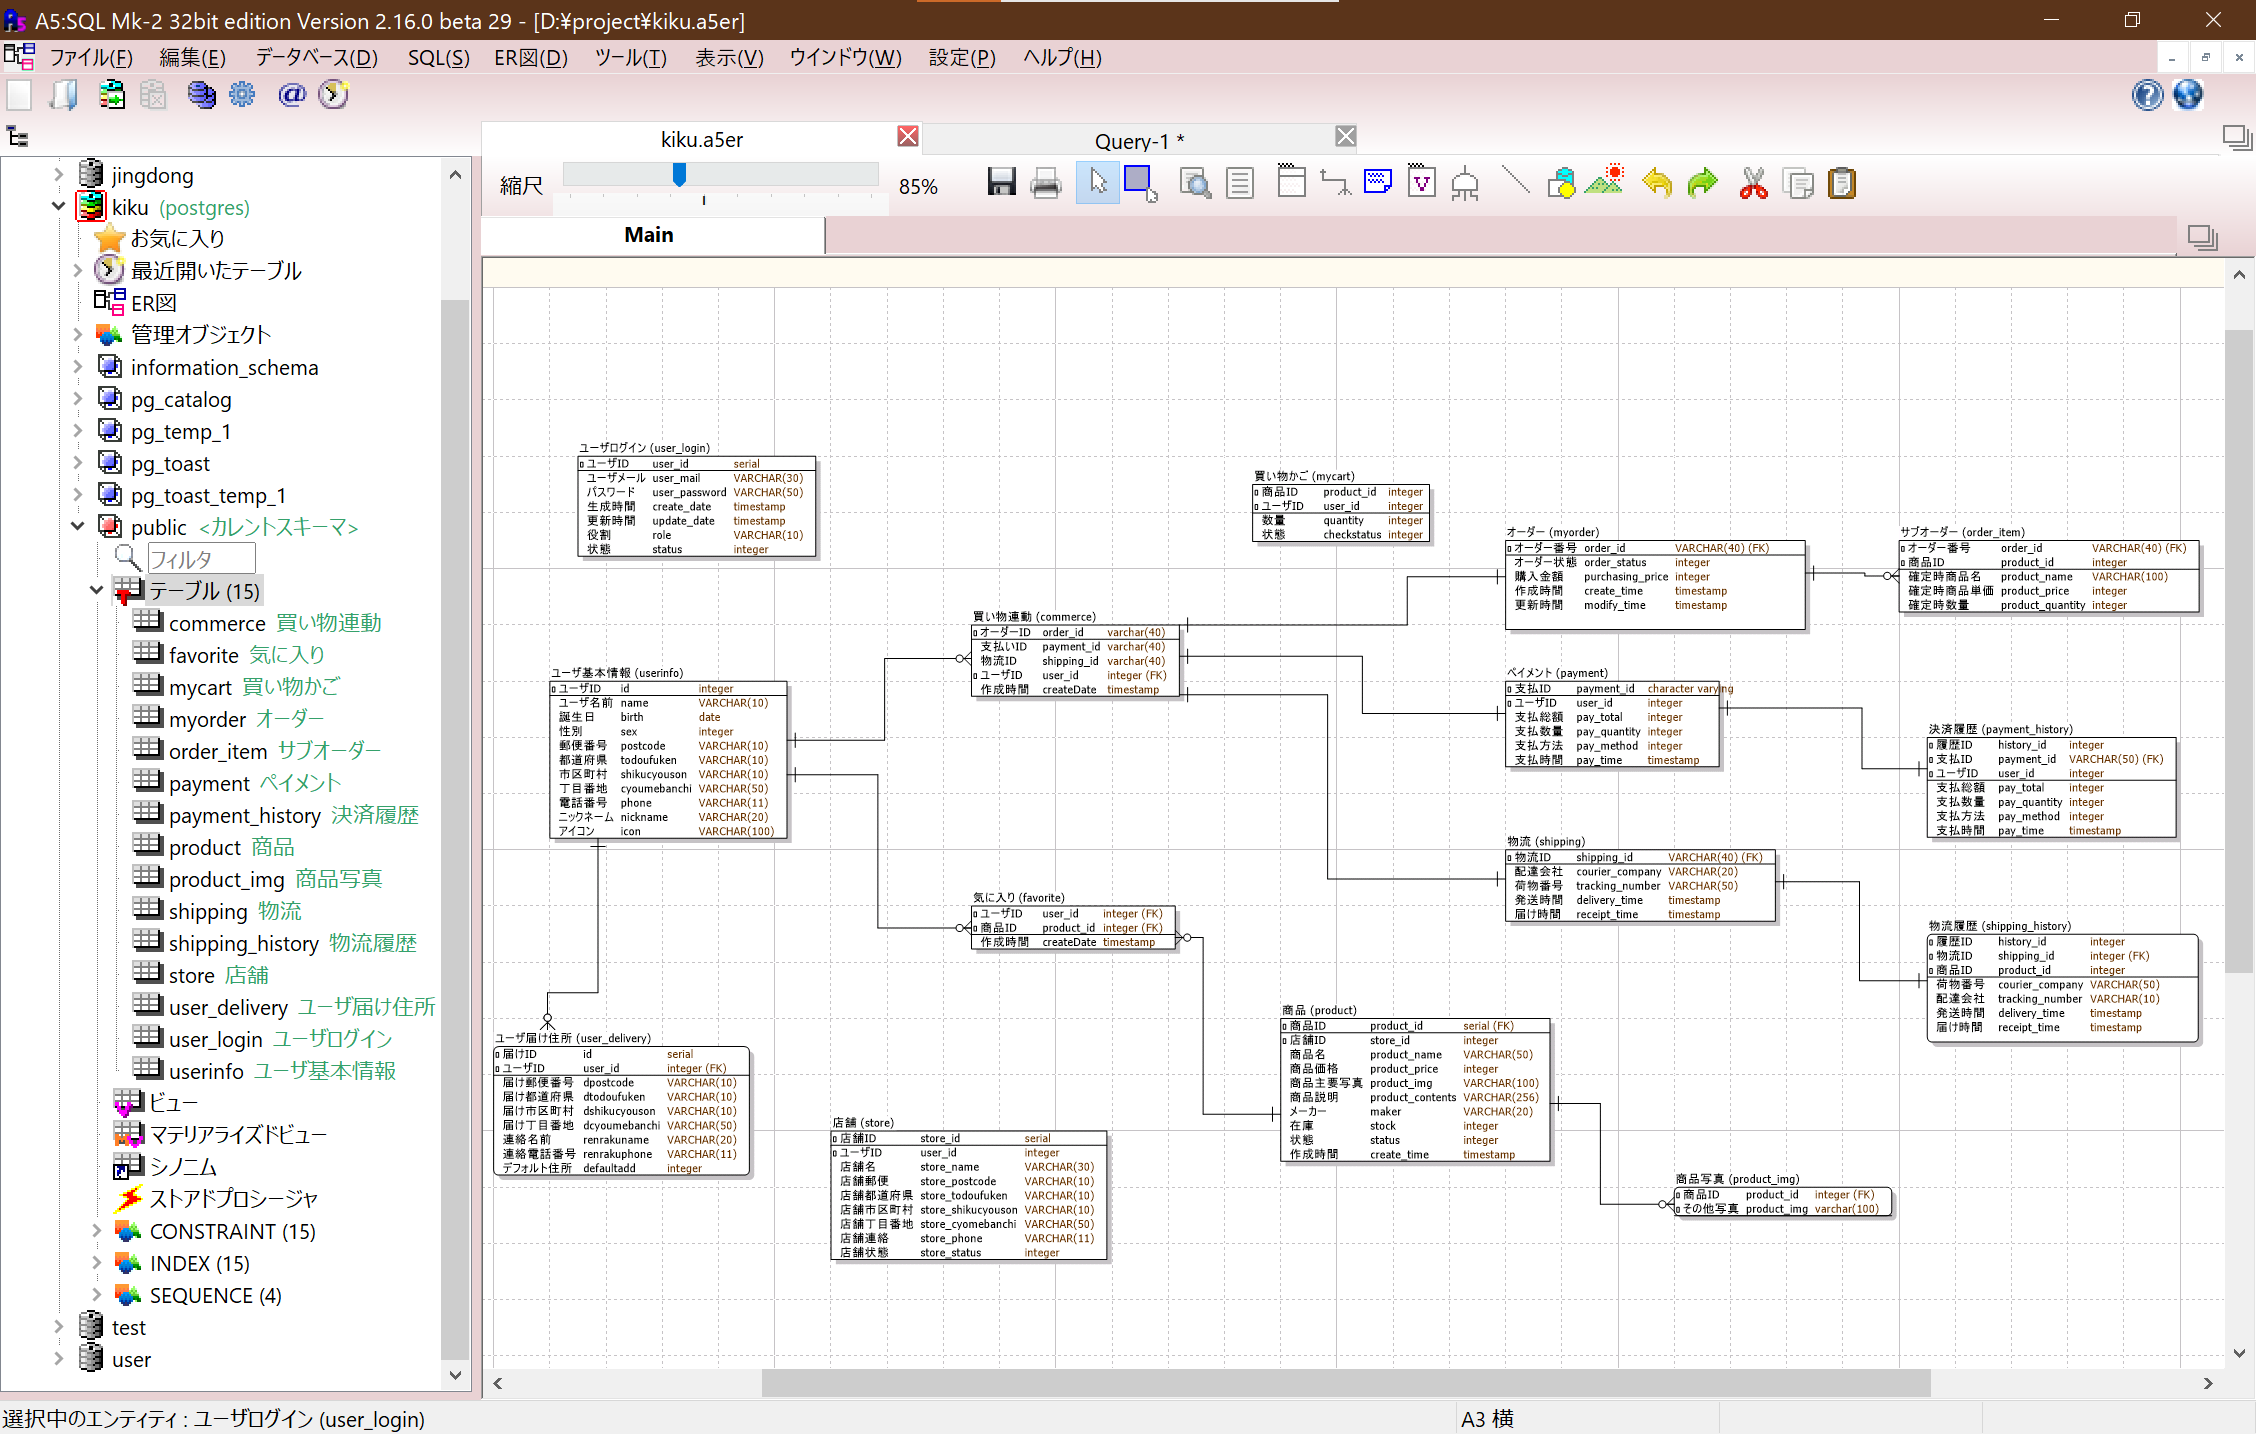 A5:SQL Mk-2 32bit edition Version 2.16.0 beta 29 - [D:¥project¥kiku.a5er]
ファイル(F) 編集(E) データベース(D) SQL(S) ER図(D) ツール(T) 表示(V) ウインドウ(W) 設定(P) ヘルプ(H)
kiku.a5er
Query-1 *
縮尺
85%
Main
jingdong
kiku (postgres)
お気に入り
最近開いたテーブル
ER図
管理オブジェクト
information_schema
pg_catalog
pg_temp_1
pg_toast
pg_toast_temp_1
public <カレントスキーマ>
フィルタ
テーブル (15)
commerce 買い物連動
favorite 気に入り
mycart 買い物かご
myorder オーダー
order_item サブオーダー
payment ペイメント
payment_history 決済履歴
product 商品
product_img 商品写真
shipping 物流
shipping_history 物流履歴
store 店舗
user_delivery ユーザ届け住所
user_login ユーザログイン
userinfo ユーザ基本情報
ビュー
マテリアライズドビュー
シノニム
ストアドプロシージャ
CONSTRAINT (15)
INDEX (15)
SEQUENCE (4)
test
user
ユーザログイン (user_login)
ユーザID user_id serial
ユーザメール user_mail VARCHAR(30)
パスワード user_password VARCHAR(50)
生成時間 create_date timestamp
更新時間 update_date timestamp
役割 role VARCHAR(10)
状態 status integer
買い物かご (mycart)
商品ID product_id integer
ユーザID user_id integer
数量 quantity integer
状態 checkstatus integer
オーダー (myorder)
オーダー番号 order_id VARCHAR(40) (FK)
オーダー状態 order_status integer
購入金額 purchasing_price integer
作成時間 create_time timestamp
更新時間 modify_time timestamp
サブオーダー (order_item)
オーダー番号 order_id VARCHAR(40) (FK)
商品ID product_id integer
確定時商品名 product_name VARCHAR(100)
確定時商品単価 product_price integer
確定時数量 product_quantity integer
買い物連動 (commerce)
オーダーID order_id varchar(40)
支払いID payment_id varchar(40)
物流ID shipping_id varchar(40)
ユーザID user_id integer (FK)
作成時間 createDate timestamp
ユーザ基本情報 (userinfo)
ユーザID id integer
ユーザ名前 name VARCHAR(10)
誕生日 birth date
性別 sex integer
郵便番号 postcode VARCHAR(10)
都道府県 todoufuken VARCHAR(10)
市区町村 shikucyouson VARCHAR(10)
丁目番地 cyoumebanchi VARCHAR(50)
電話番号 phone VARCHAR(11)
ニックネーム nickname VARCHAR(20)
アイコン icon VARCHAR(100)
ペイメント (payment)
支払ID payment_id character varying
ユーザID user_id integer
支払総額 pay_total integer
支払数量 pay_quantity integer
支払方法 pay_method integer
支払時間 pay_time timestamp
決済履歴 (payment_history)
履歴ID history_id integer
支払ID payment_id VARCHAR(50) (FK)
ユーザID user_id integer
支払総額 pay_total integer
支払数量 pay_quantity integer
支払方法 pay_method integer
支払時間 pay_time timestamp
物流 (shipping)
物流ID shipping_id VARCHAR(40) (FK)
配達会社 courier_company VARCHAR(20)
荷物番号 tracking_number VARCHAR(50)
発送時間 delivery_time timestamp
届け時間 receipt_time timestamp
気に入り (favorite)
ユーザID user_id integer (FK)
商品ID product_id integer (FK)
作成時間 createDate timestamp
物流履歴 (shipping_history)
履歴ID history_id integer
物流ID shipping_id integer (FK)
商品ID product_id integer
荷物番号 courier_company VARCHAR(50)
配達会社 tracking_number VARCHAR(10)
発送時間 delivery_time timestamp
届け時間 receipt_time timestamp
商品 (product)
商品ID product_id serial (FK)
店舗ID store_id integer
商品名 product_name VARCHAR(50)
商品価格 product_price integer
商品主要写真 product_img VARCHAR(100)
商品説明 product_contents VARCHAR(256)
メーカー maker VARCHAR(20)
在庫 stock integer
状態 status integer
作成時間 create_time timestamp
ユーザ届け住所 (user_delivery)
届けID id serial
ユーザID user_id integer (FK)
届け郵便番号 dpostcode VARCHAR(10)
届け都道府県 dtodoufuken VARCHAR(10)
届け市区町村 dshikucyouson VARCHAR(10)
届け丁目番地 dcyoumebanchi VARCHAR(50)
連絡名前 renrakuname VARCHAR(20)
連絡電話番号 renrakuphone VARCHAR(11)
デフォルト住所 defaultadd integer
店舗 (store)
店舗ID store_id serial
ユーザID user_id integer
店舗名 store_name VARCHAR(30)
店舗郵便 store_postcode VARCHAR(10)
店舗都道府県 store_todoufuken VARCHAR(10)
店舗市区町村 store_shikucyouson VARCHAR(10)
店舗丁目番地 store_cyomebanchi VARCHAR(50)
店舗連絡 store_phone VARCHAR(11)
店舗状態 store_status integer
商品写真 (product_img)
商品ID product_id integer (FK)
その他写真 product_img varchar(100)
選択中のエンティティ : ユーザログイン (user_login)
A3 横